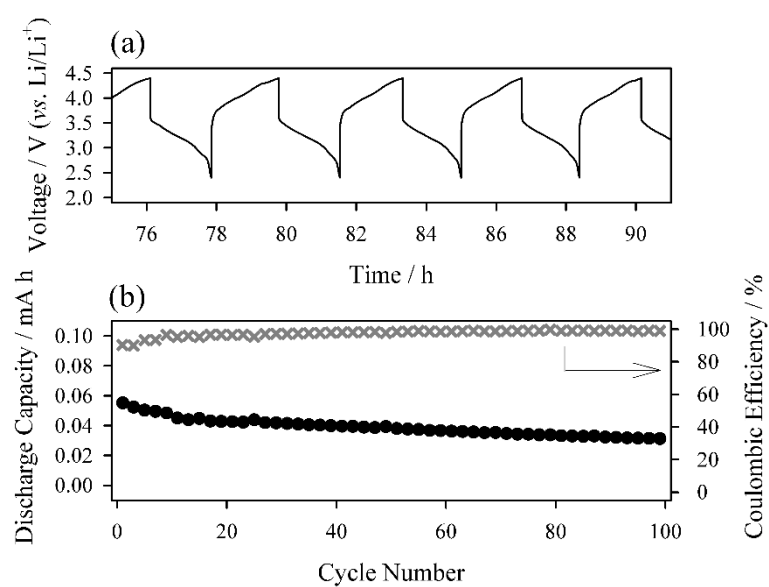 (a)
Voltage / V (vs. Li/Li+)
4.5
4.0
3.5
3.0
2.5
2.0
76 78 80 82 84 86 88 90
Time / h
(b)
Discharge Capacity / mA h
0.10
0.08
0.06
0.04
0.02
0.00
Coulombic Efficiency / %
100
80
60
40
20
0
0 20 40 60 80 100
Cycle Number